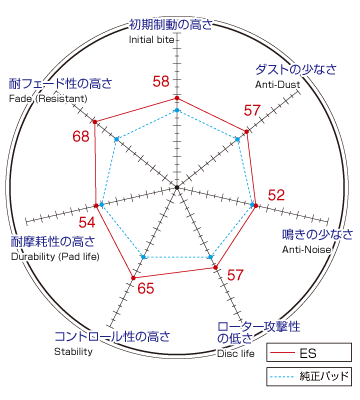 初期制動の高さ
Initial bite
58
ダストの少なさ
Anti-Dust
57
耐フェード性の高さ
Fade (Resistant)
68
52
鳴きの少なさ
Anti-Noise
54
耐摩耗性の高さ
Durability (Pad life)
57
65
ローター攻撃性
の低さ
Disc life
コントロール性の高さ
Stability
ES
純正パッド